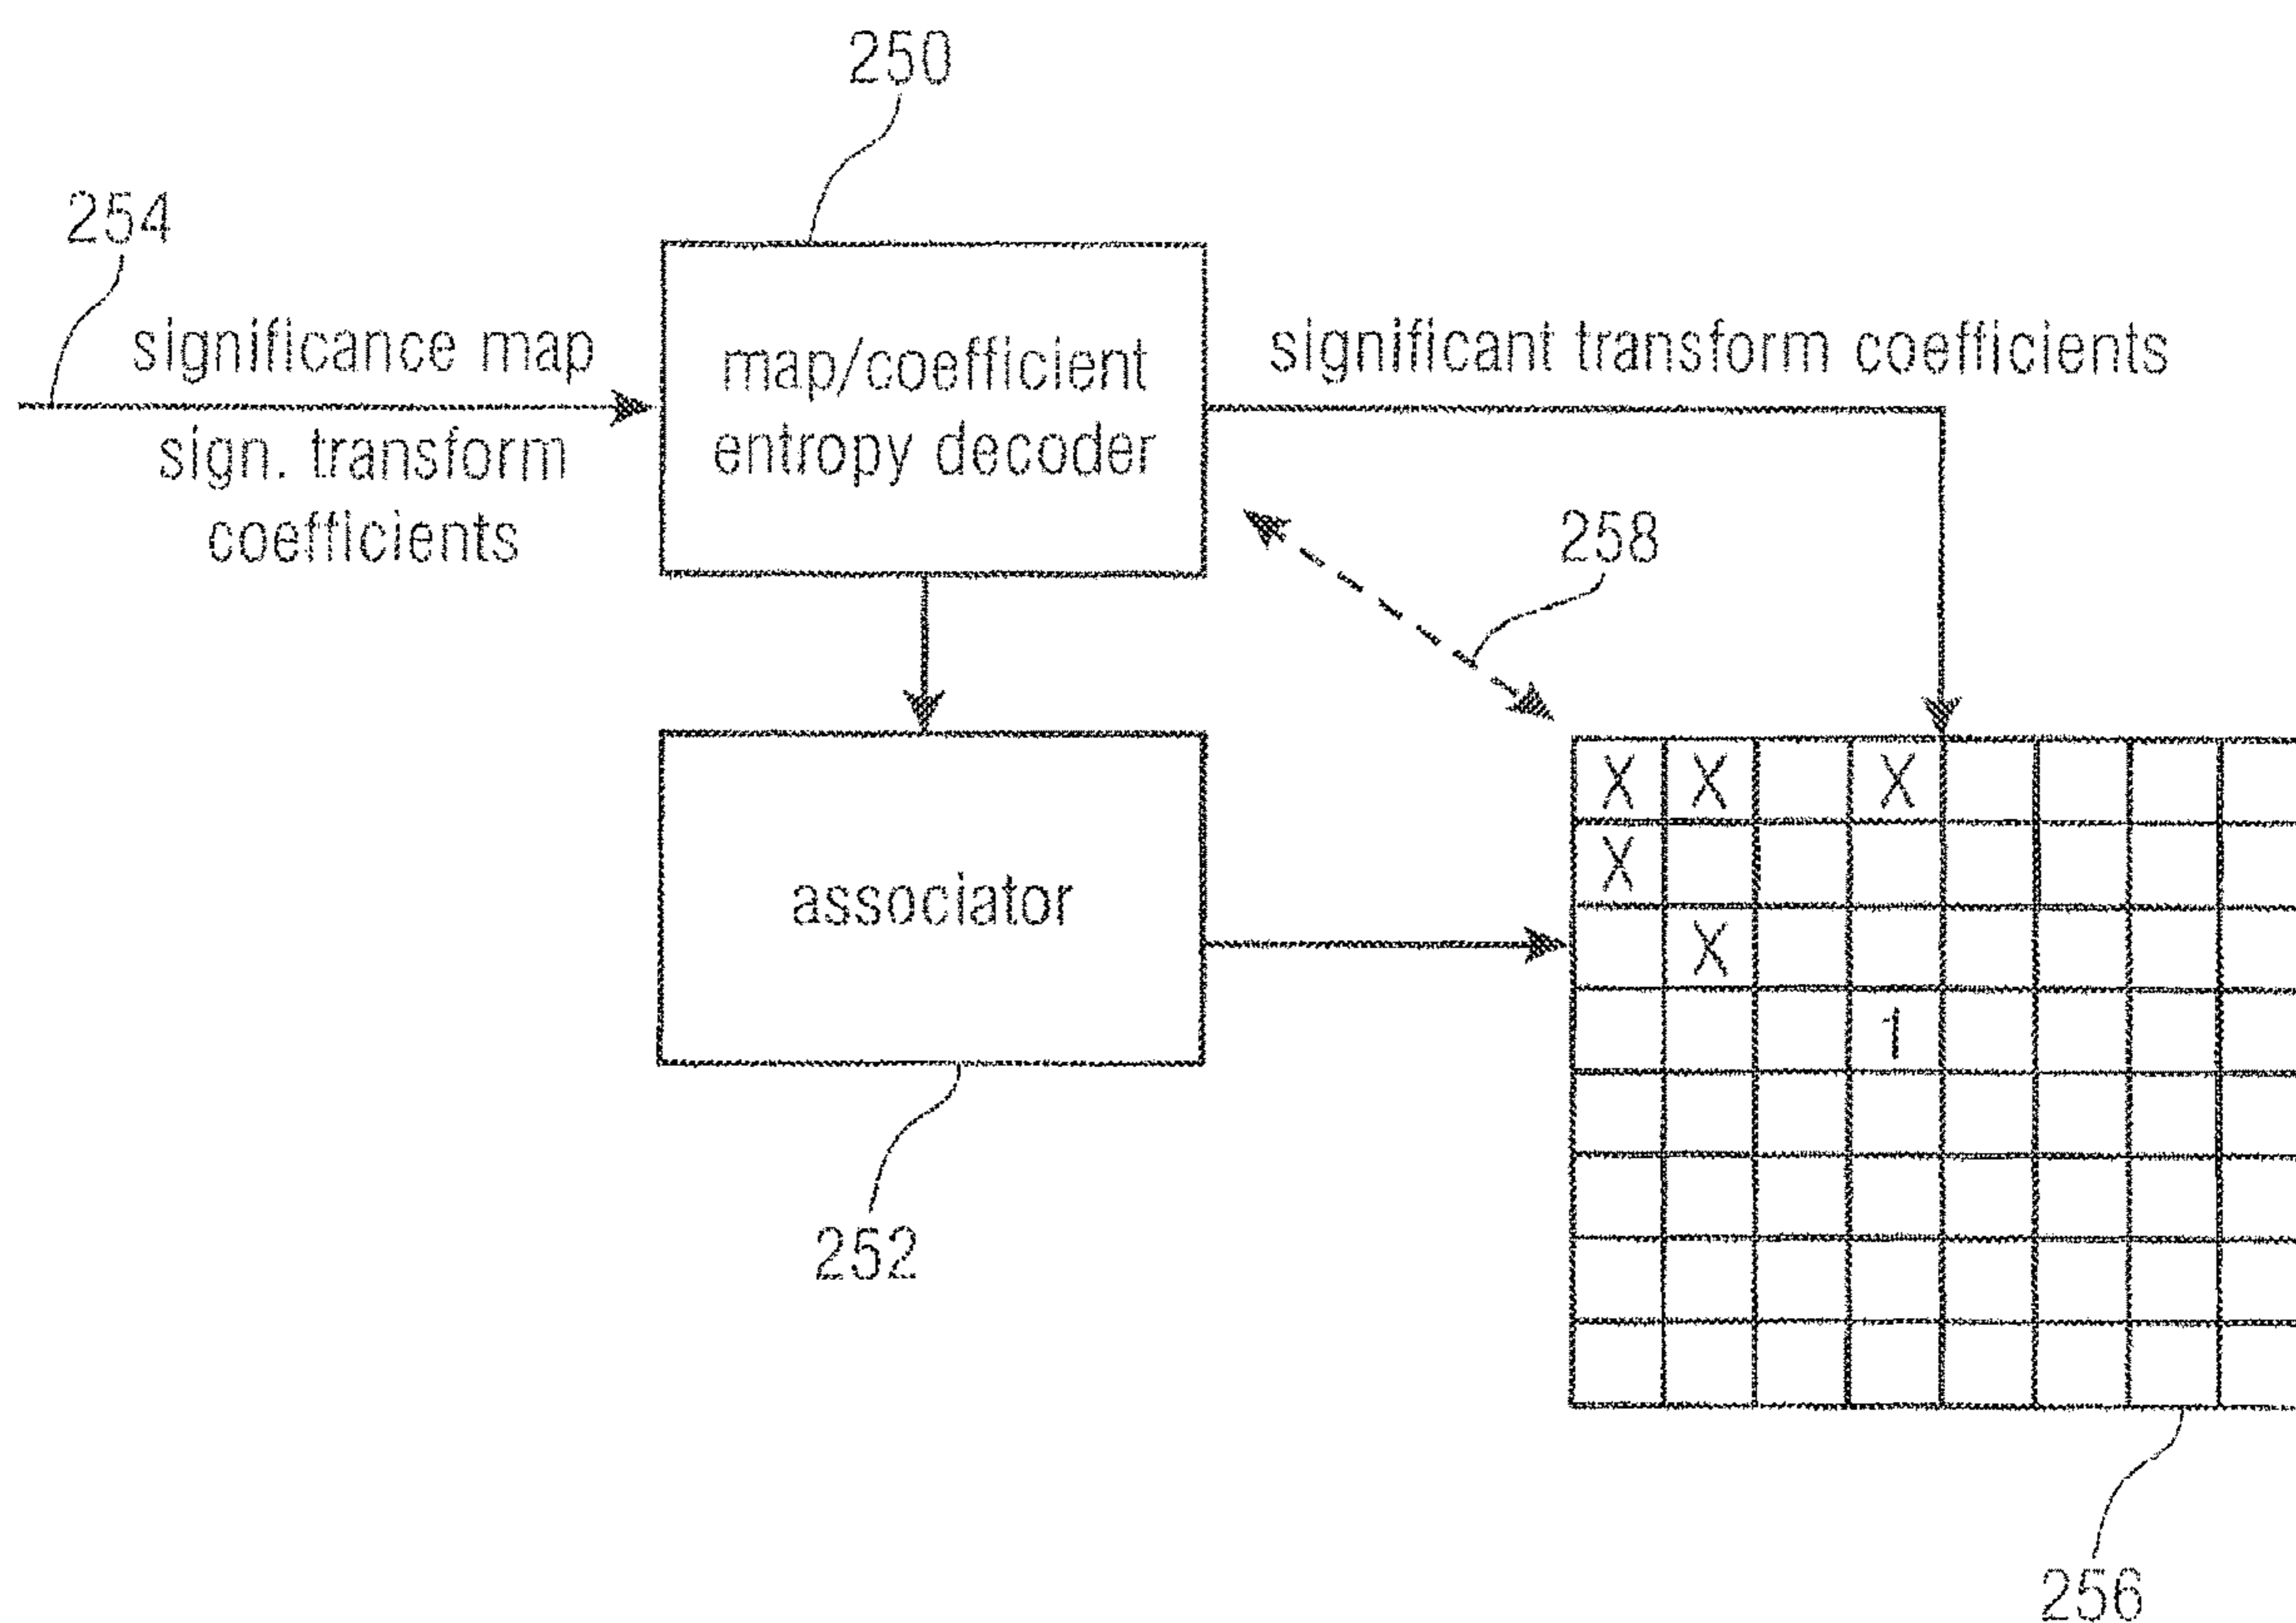 250
254
significance map
sign. transform
coefficients
map/coefficient
entropy decoder
significant transform coefficients
258
associator
X X X
X
X
1
252
256